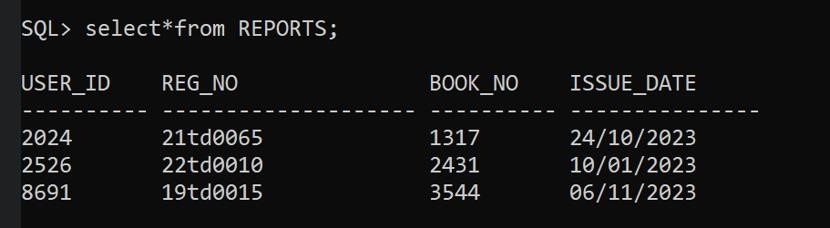 SQL> select*from REPORTS;
USER_ID REG_NO BOOK_NO ISSUE_DATE
---------- -------------------- ---------- ---------------
2024 21td0065 1317 24/10/2023
2526 22td0010 2431 10/01/2023
8691 19td0015 3544 06/11/2023